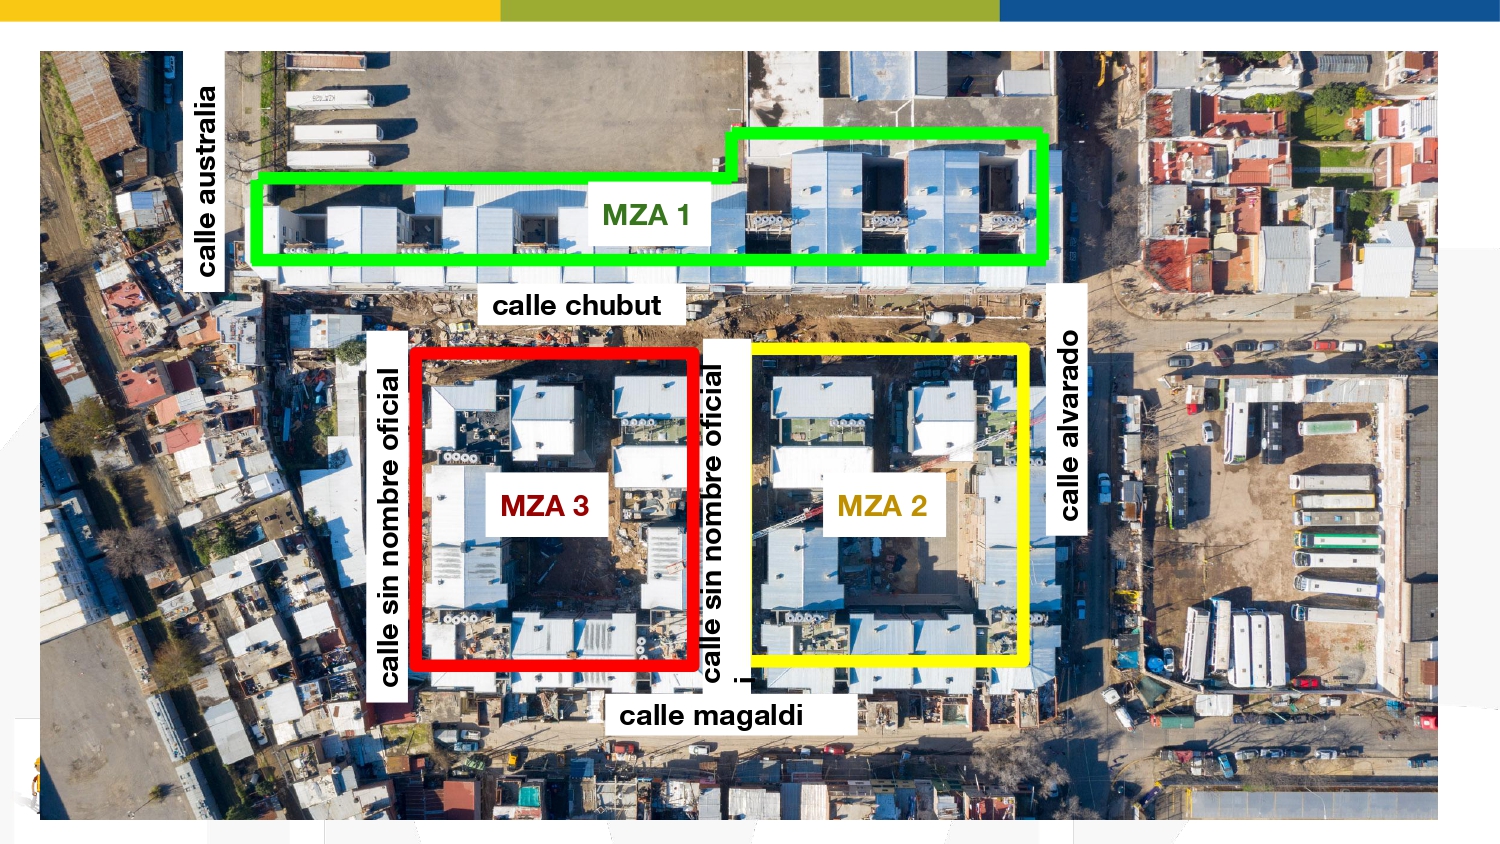 calle australia
MZA 1
calle chubut
calle sin nombre oficial
MZA 3
calle sin nombre oficial
MZA 2
calle alvarado
calle magaldi